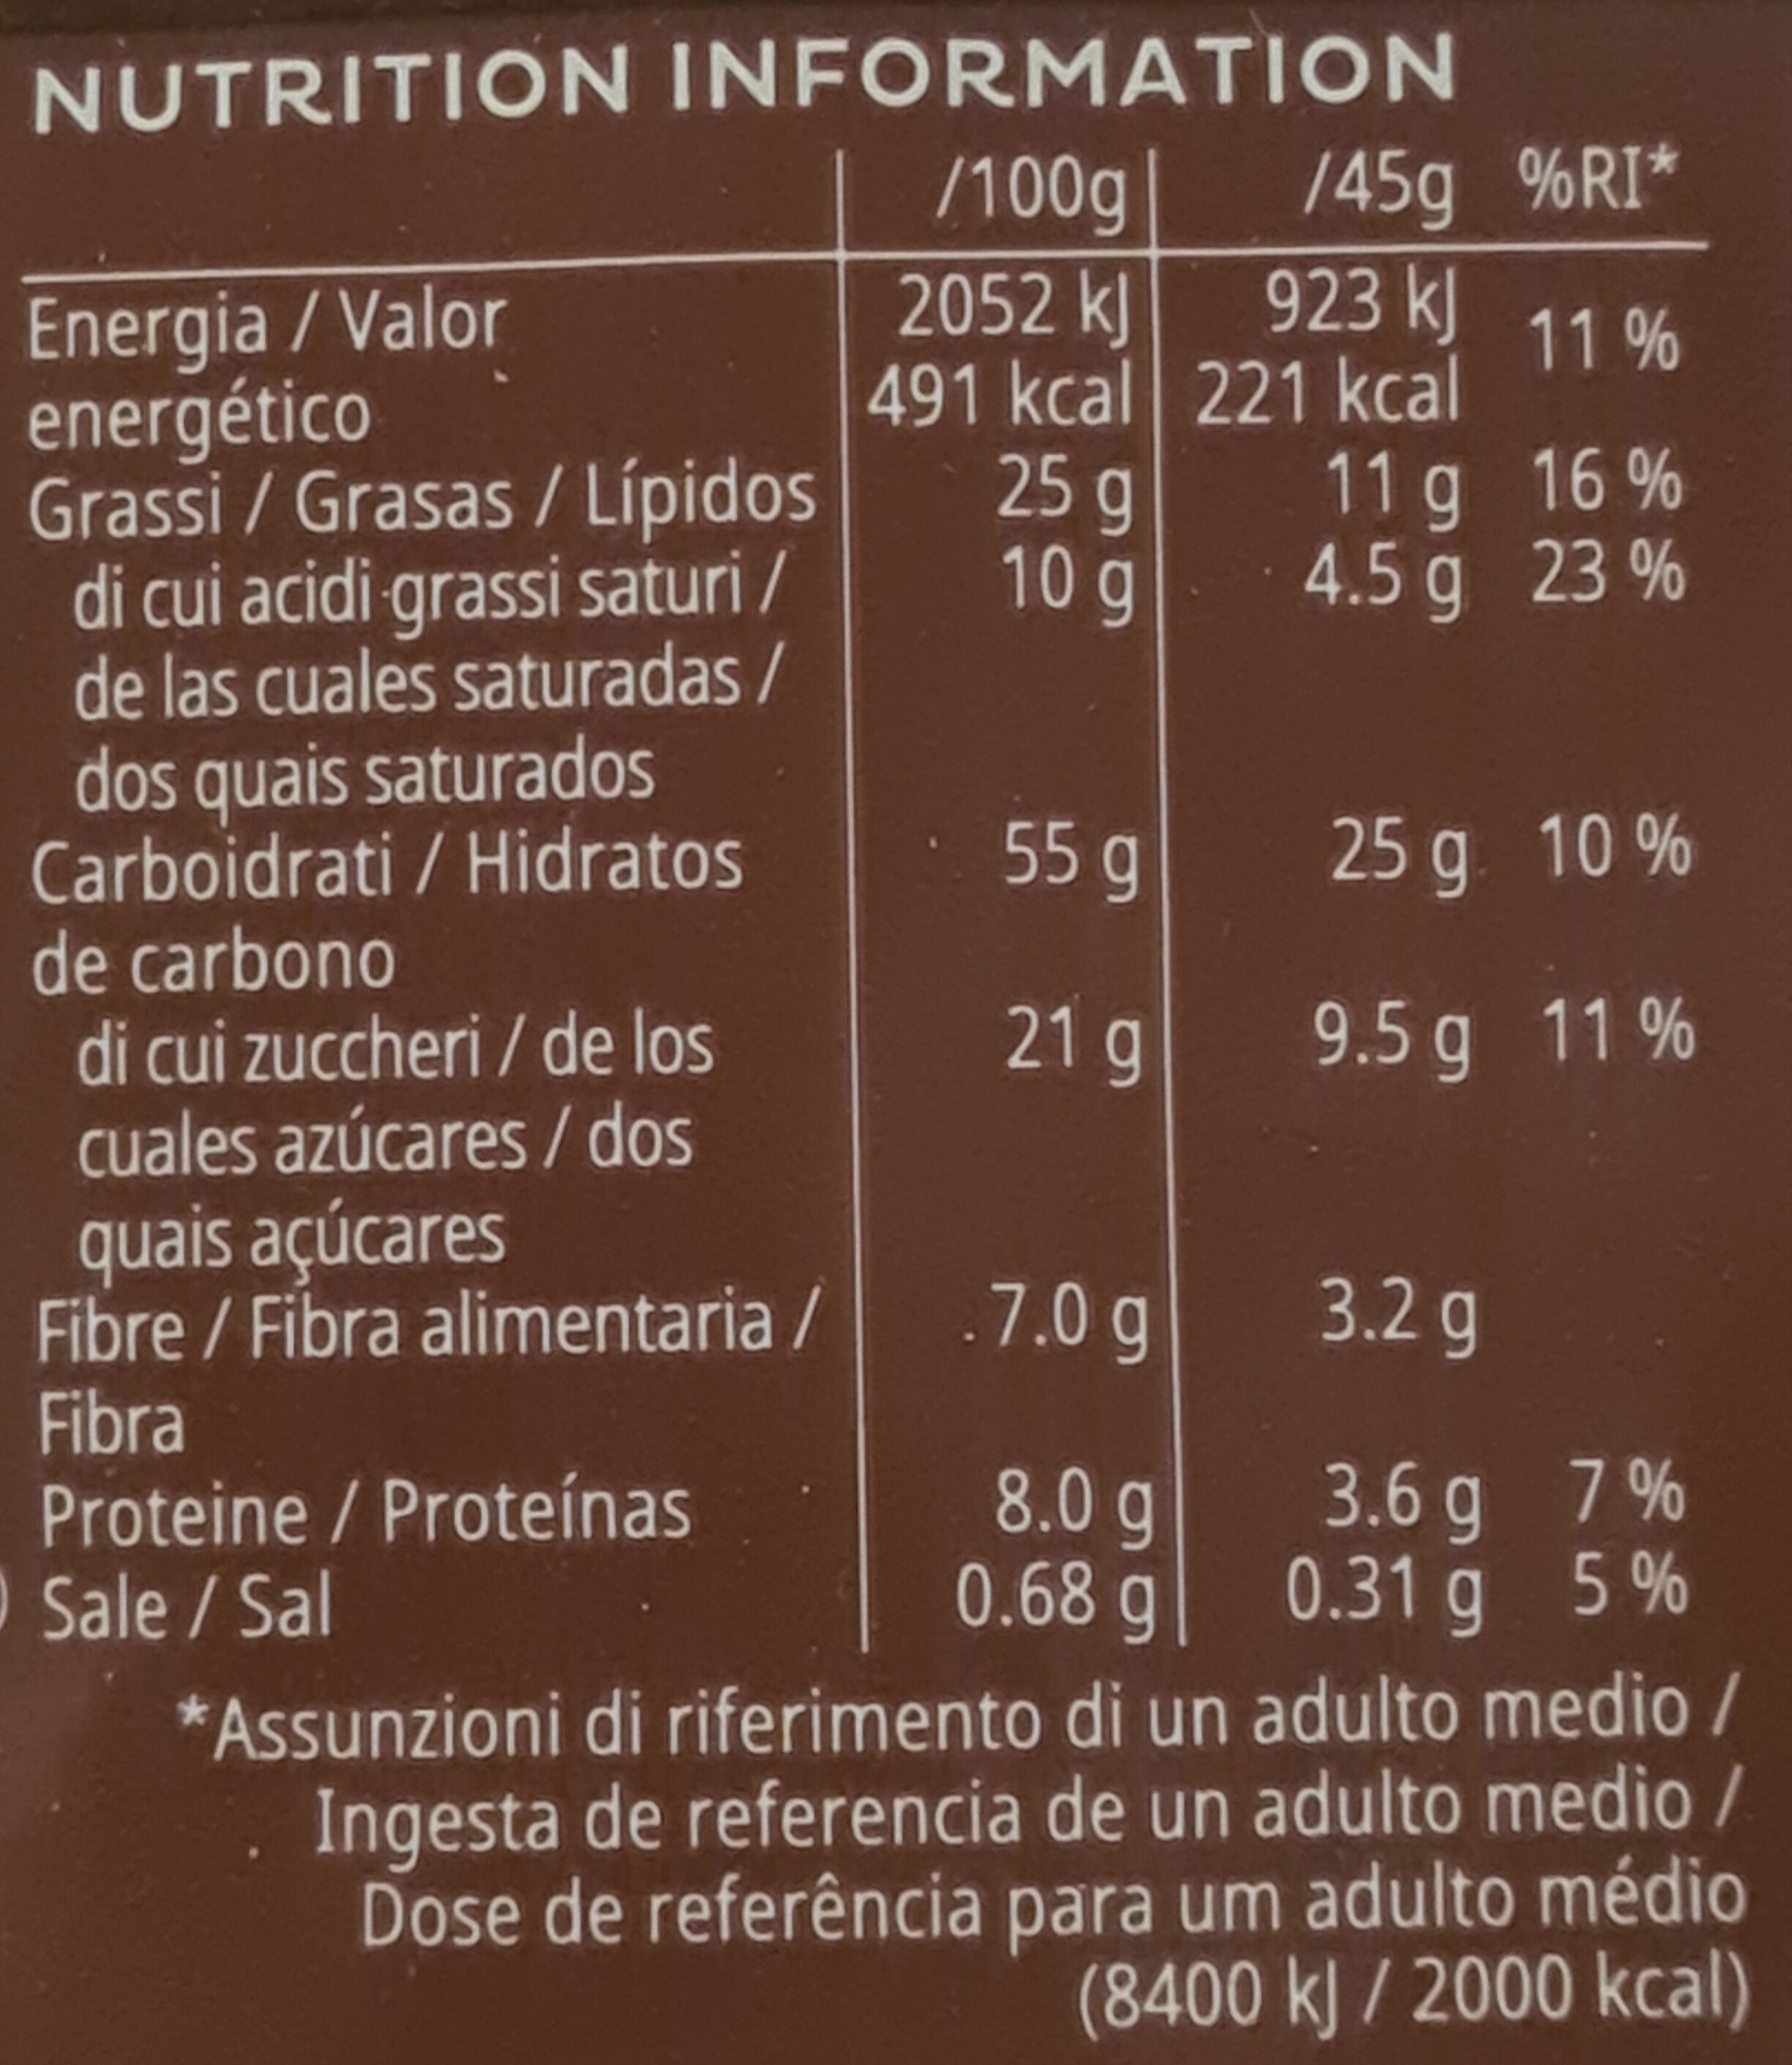 NUTRITION INFORMATION
/100g /45g %RI*
Energia / Valor 2052 kJ 923 kJ 11 %
energético 491 kcal 221 kcal
Grassi / Grasas / Lípidos 25 g 11 g 16 %
di cui acidi grassi saturi / 10 g 4.5 g 23 %
de las cuales saturadas /
dos quais saturados
Carboidrati / Hidratos 55 g 25 g 10 %
de carbono
di cui zuccheri / de los 21 g 9.5 g 11 %
cuales azúcares / dos
quais açúcares
Fibre / Fibra alimentaria / 7.0 g 3.2 g
Fibra
Proteine / Proteínas 8.0 g 3.6 g 7 %
Sale / Sal 0.68 g 0.31 g 5 %
*Assunzioni di riferimento di un adulto medio /
Ingesta de referencia de un adulto medio /
Dose de referência para um adulto médio
(8400 kJ / 2000 kcal)